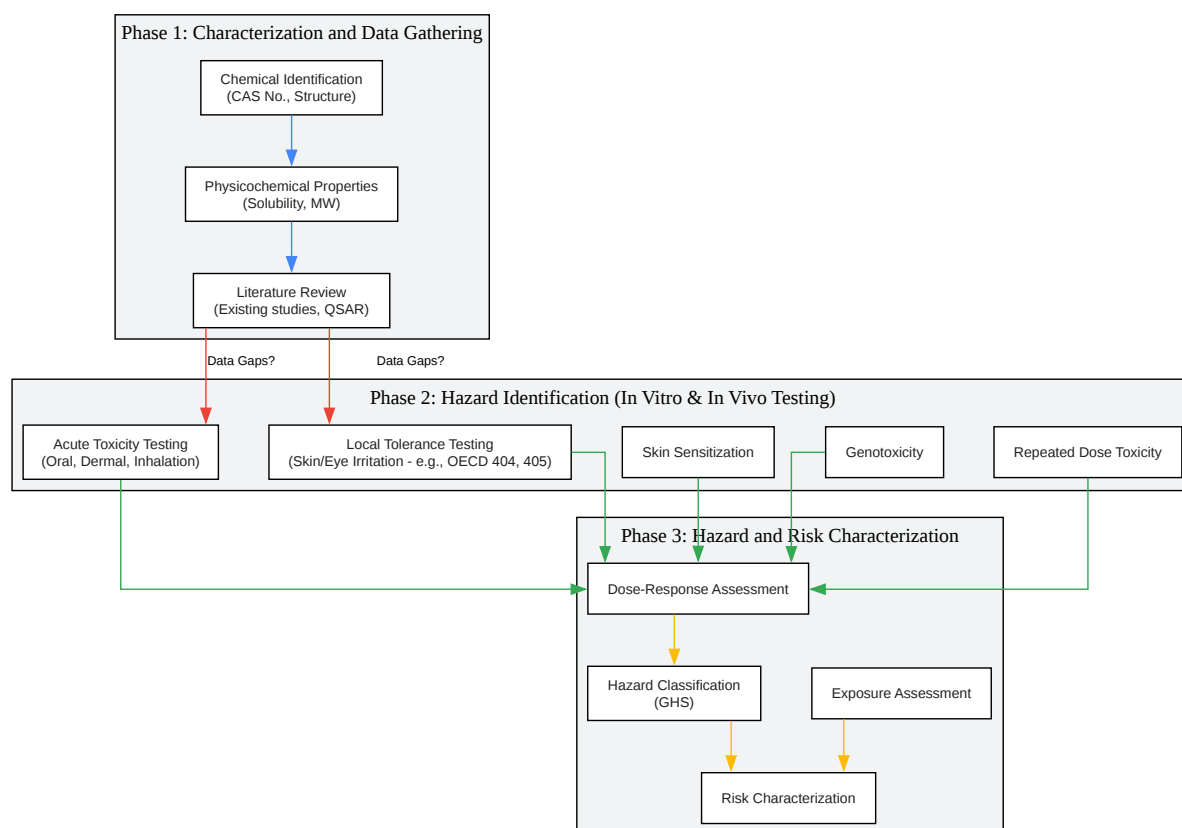 Phase 1: Characterization and Data Gathering
Chemical Identification
(CAS No., Structure)
Physicochemical Properties
(Solubility, MW)
Literature Review
(Existing studies, QSAR)
Data Gaps?
Data Gaps?
Phase 2: Hazard Identification (In Vitro & In Vivo Testing)
Acute Toxicity Testing
(Oral, Dermal, Inhalation)
Local Tolerance Testing
(Skin/Eye Irritation - e.g., OECD 404, 405)
Skin Sensitization
Genotoxicity
Repeated Dose Toxicity
Phase 3: Hazard and Risk Characterization
Dose-Response Assessment
Hazard Classification
(GHS)
Exposure Assessment
Risk Characterization